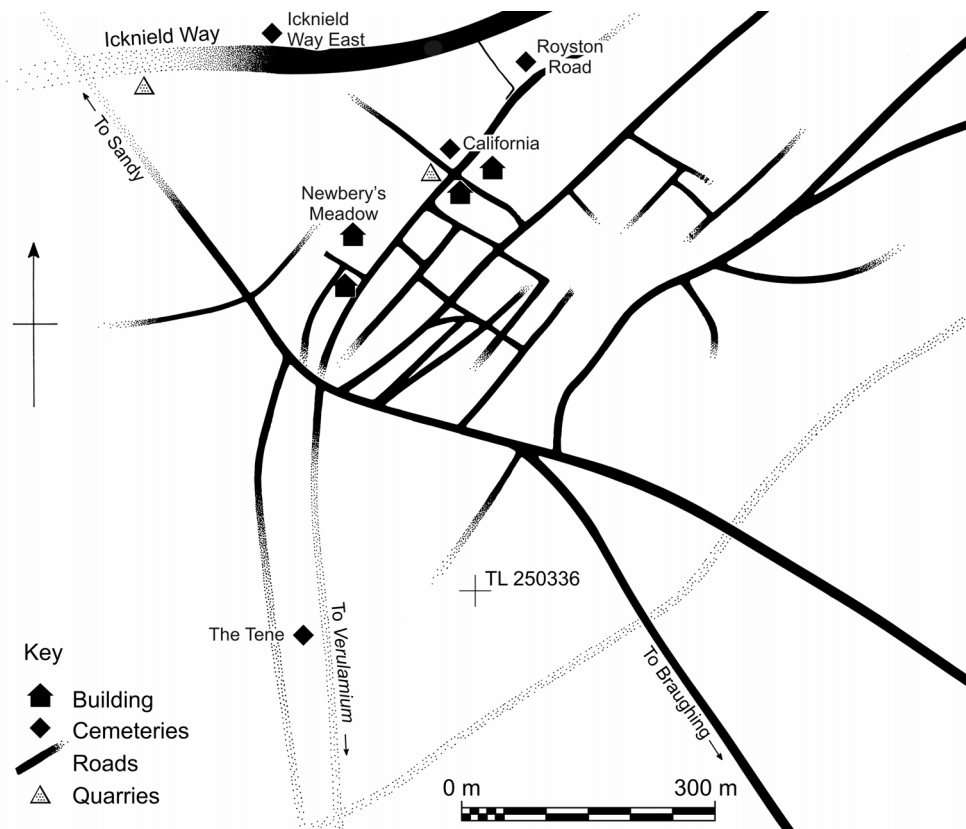 Icknield Way
Icknield
Way East
Royston
Road
To Sandy
California
Newbery's
Meadow
TL 250336
The Tene
To Verulamium
To Braughing
Key
Building
Cemeteries
Roads
Quarries
0 m
300 m